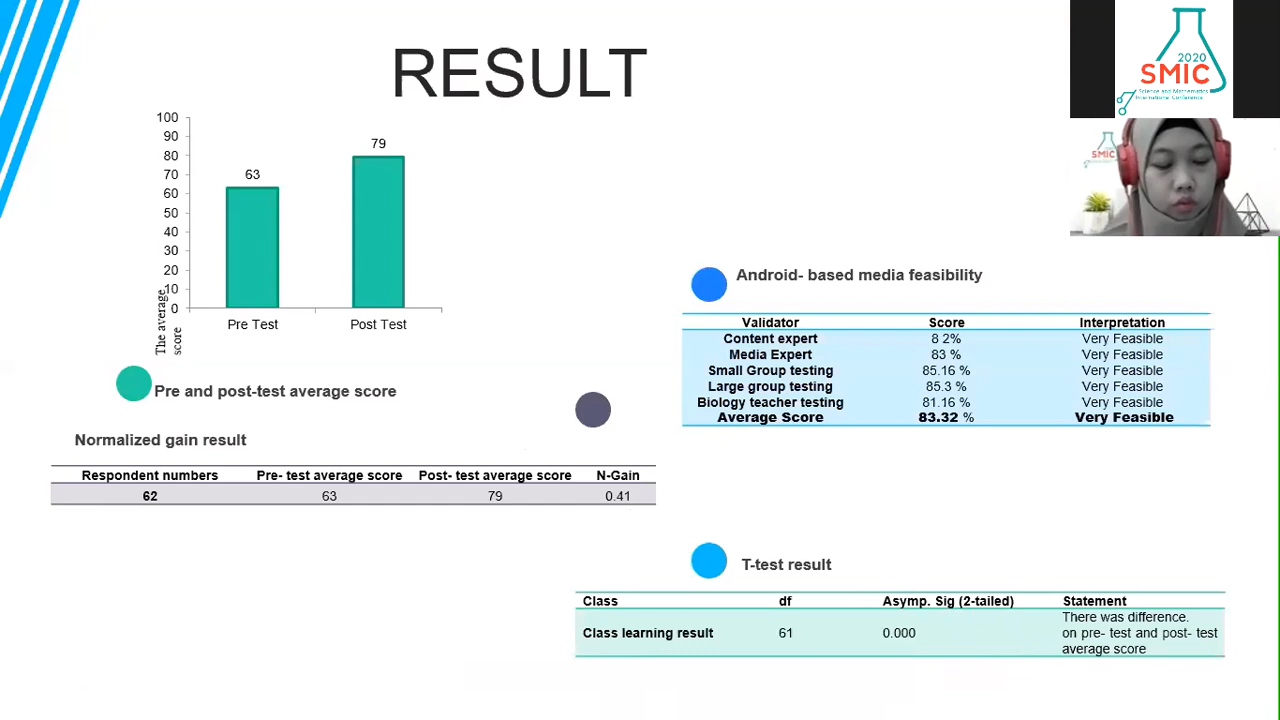 RESULT
2020
SMIC
Science and Mathematics
International Conference
SMIC
100
90
80
70
60
50
40
30
20
10
0
The average
score
63
79
Pre Test
Post Test
Pre and post-test average score
Normalized gain result
Respondent numbers Pre- test average score Post- test average score N-Gain
62 63 79 0.41
Android- based media feasibility
Validator Score Interpretation
Content expert 8 2% Very Feasible
Media Expert 83 % Very Feasible
Small Group testing 85.16 % Very Feasible
Large group testing 85.3 % Very Feasible
Biology teacher testing 81.16 % Very Feasible
Average Score 83.32 % Very Feasible
T-test result
Class df Asymp. Sig (2-tailed) Statement
Class learning result 61 0.000 There was difference.
on pre- test and post- test
average score